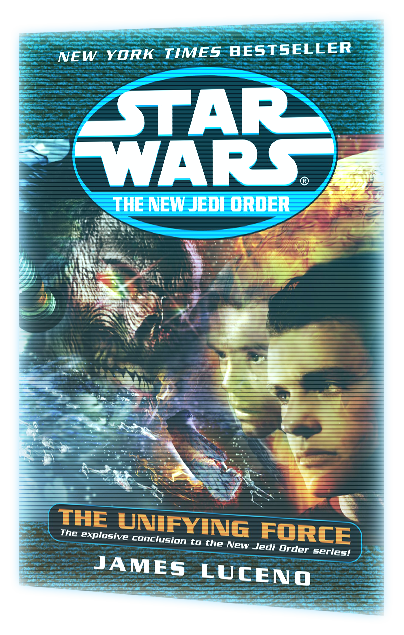 NEW YORK TIMES BESTSELLER
STAR
WARS®
THE NEW JEDI ORDER
THE UNIFYING FORCE
The explosive conclusion to the New Jedi Order series!
JAMES LUCENO